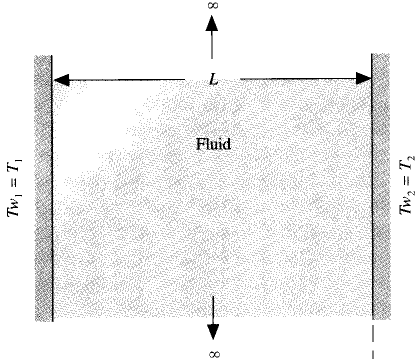 ∞
L
Fluid
Tw₁ = T₁
Tw₂ = T₂
∞